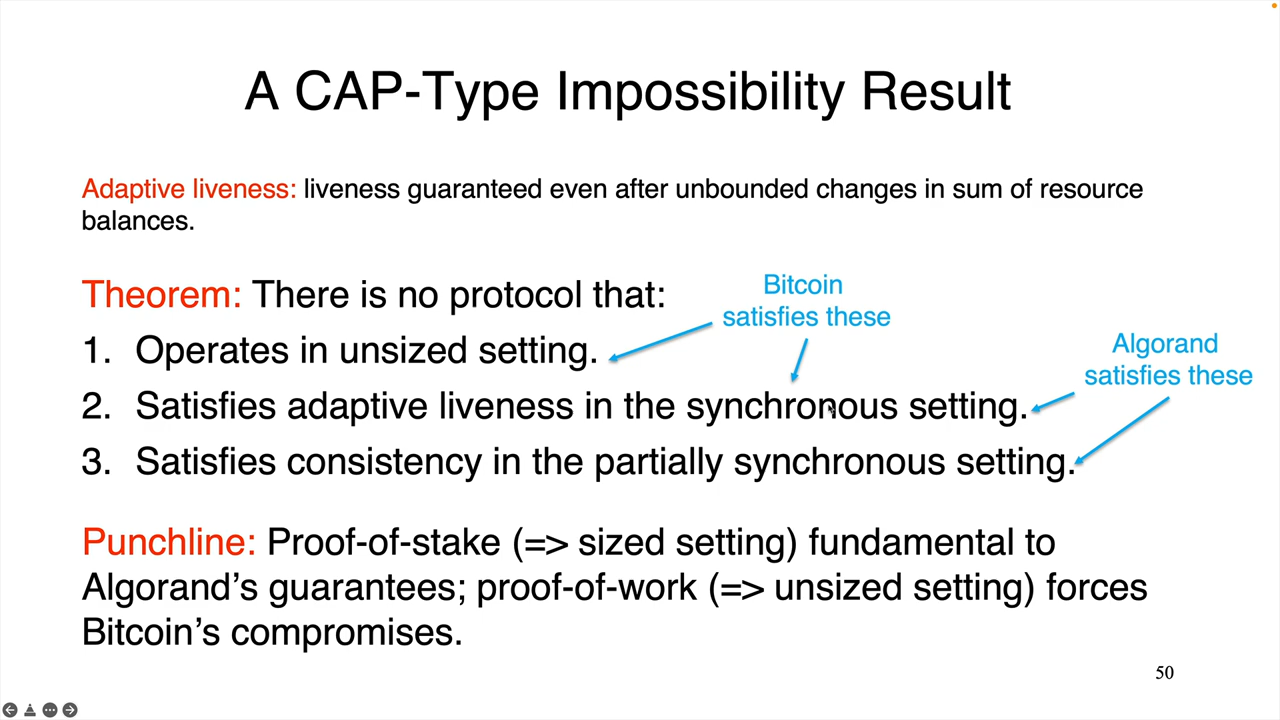 A CAP-Type Impossibility Result
Adaptive liveness: liveness guaranteed even after unbounded changes in sum of resource
balances.
Theorem: There is no protocol that:
Bitcoin
satisfies these
1. Operates in unsized setting.
Algorand
satisfies these
2. Satisfies adaptive liveness in the synchronous setting.
3. Satisfies consistency in the partially synchronous setting.
Punchline: Proof-of-stake (=> sized setting) fundamental to
Algorand's guarantees; proof-of-work (=> unsized setting) forces
Bitcoin's compromises.
50